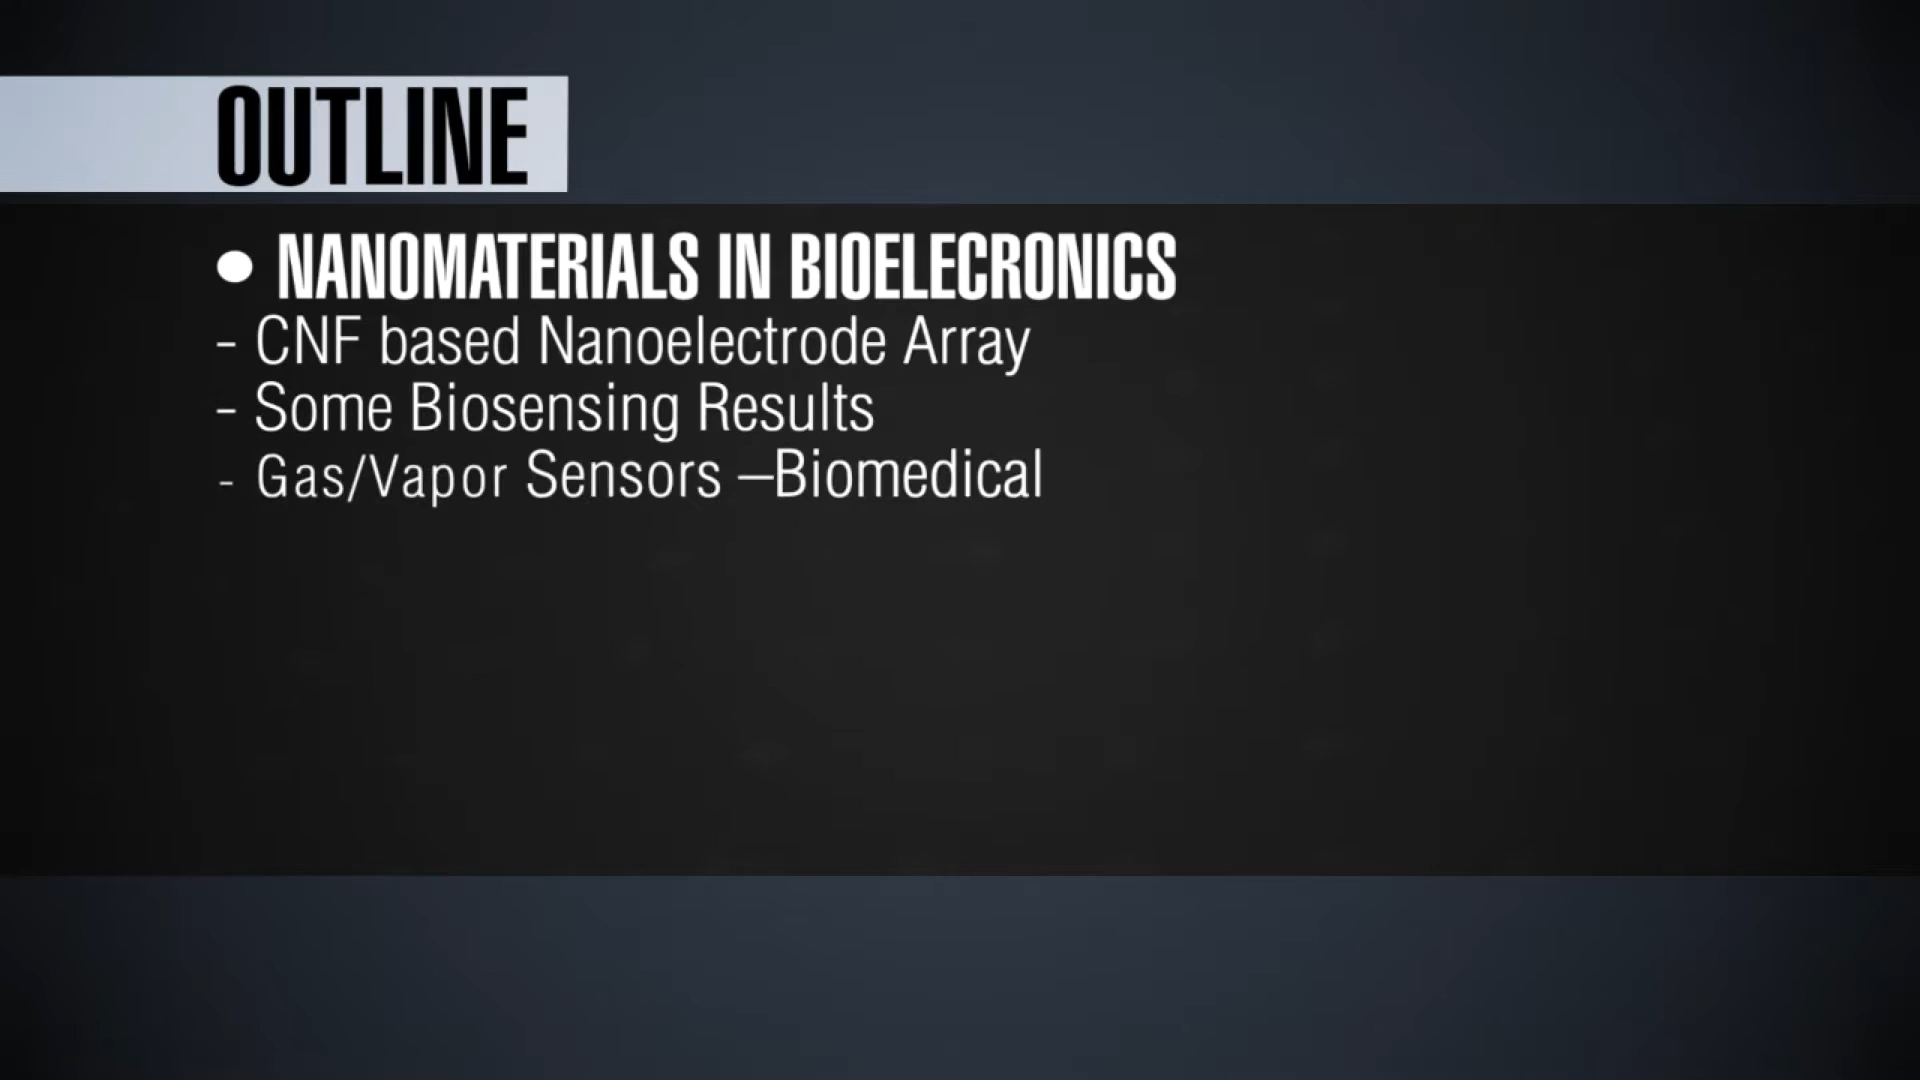 OUTLINE
• NANOMATERIALS IN BIOELECRONICS
- CNF based Nanoelectrode Array
- Some Biosensing Results
- Gas/Vapor Sensors –Biomedical